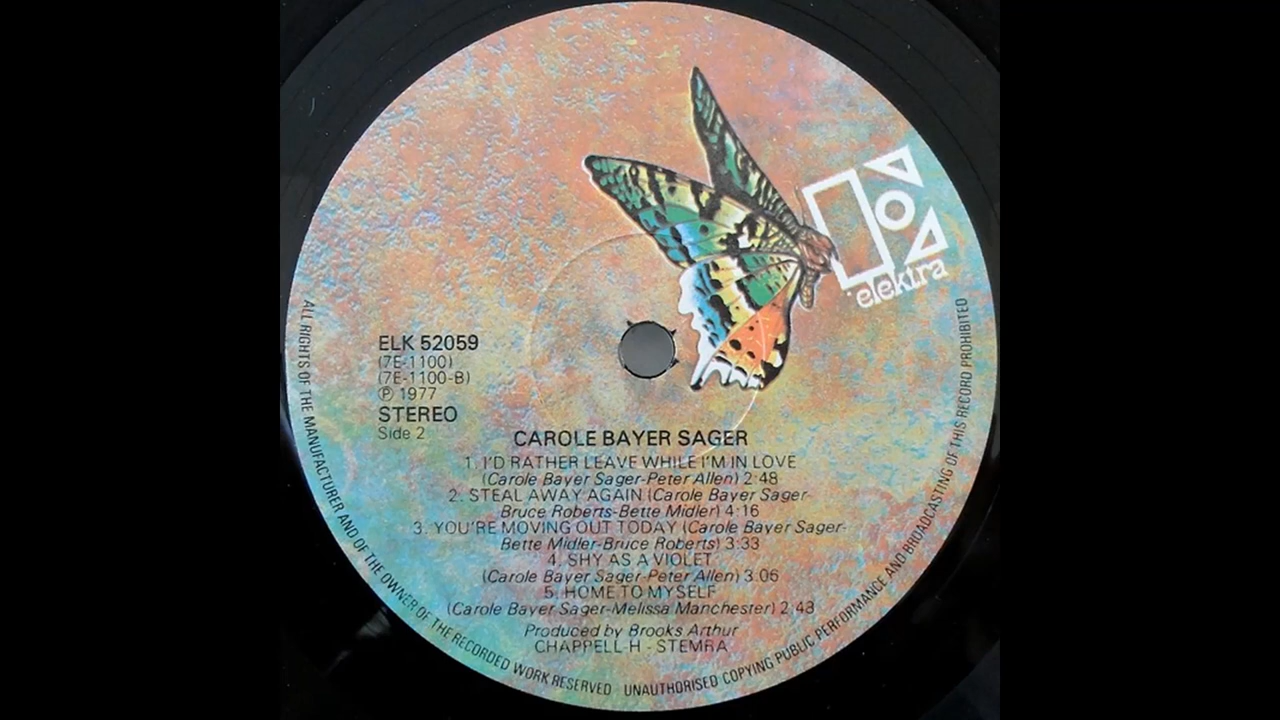 elektra
ELK 52059
(7E-1100)
(7E-1100-B)
Ⓟ 1977
STEREO
Side 2
CAROLE BAYER SAGER
1. I'D RATHER LEAVE WHILE I'M IN LOVE
(Carole Bayer Sager-Peter Allen) 2:48
2. STEAL AWAY AGAIN (Carole Bayer Sager-
Bruce Roberts-Bette Midler) 4:16
3. YOU'RE MOVING OUT TODAY (Carole Bayer Sager-
Bette Midler-Bruce Roberts) 3:33
4. SHY AS A VIOLET
(Carole Bayer Sager-Peter Allen) 3:06
5. HOME TO MYSELF
(Carole Bayer Sager-Melissa Manchester) 2:43
Produced by Brooks Arthur
CHAPPELL-H - STEMRA
ALL RIGHTS OF THE MANUFACTURER AND OF THE OWNER OF THE RECORDED WORK RESERVED UNAUTHORISED COPYING PUBLIC PERFORMANCE AND BROADCASTING OF THIS RECORD PROHIBITED